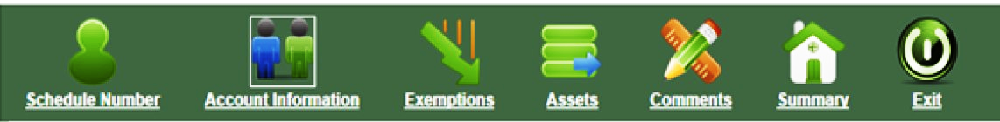 Schedule Number Account Information Exemptions Assets Comments Summary Exit